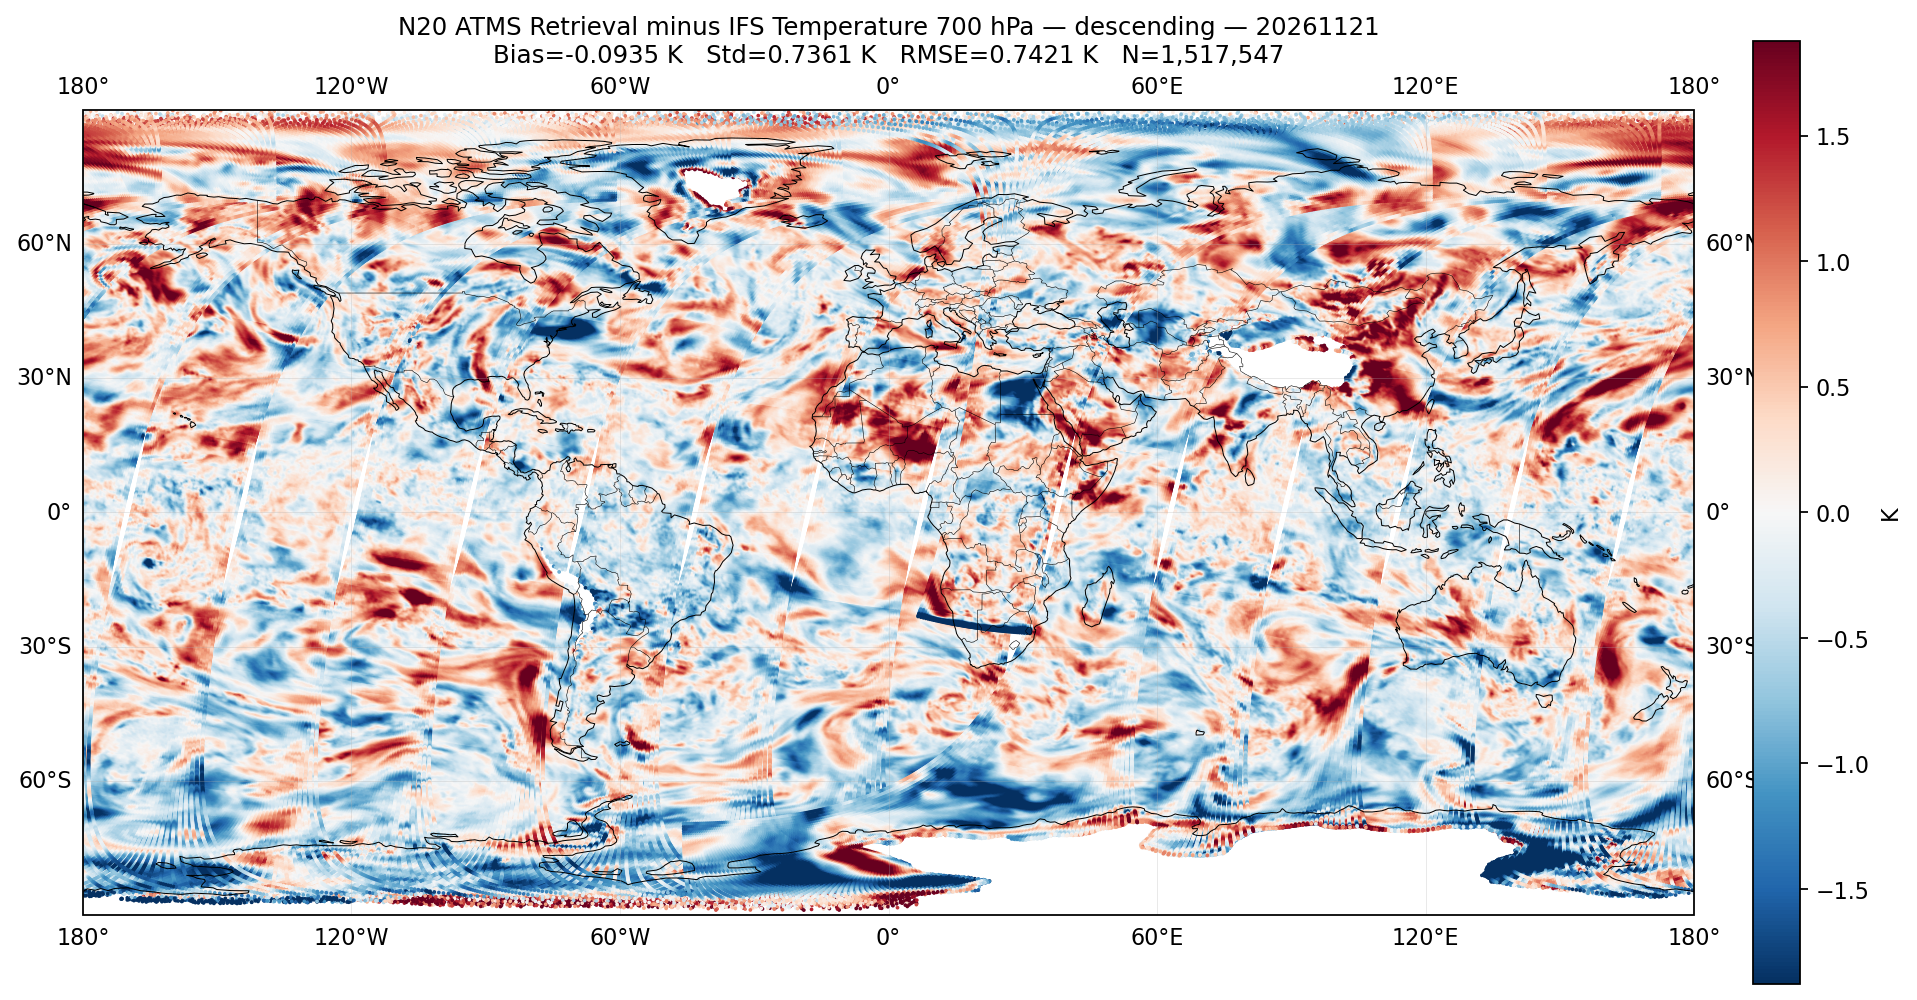 N20 ATMS Retrieval minus IFS Temperature 700 hPa — descending — 20261121
Bias=-0.0935 K   Std=0.7361 K   RMSE=0.7421 K   N=1,517,547
180° 120°W 60°W 0° 60°E 120°E 180°
60°N 60°N
30°N 30°N
0° 0°
30°S 30°S
60°S 60°S
180° 120°W 60°W 0° 60°E 120°E 180°
1.5
1.0
0.5
0.0
−0.5
−1.0
−1.5
K